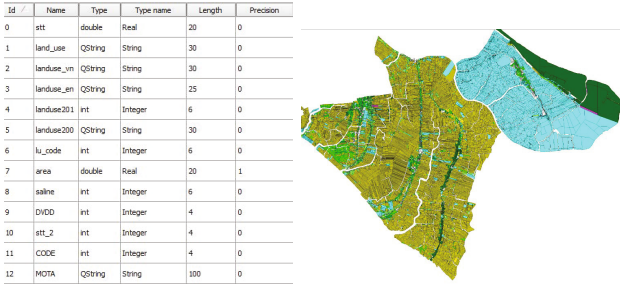 Id / Name Type Type name Length Precision
0 stt double Real 20 0
1 land_use QString String 30 0
2 landuse_vn QString String 30 0
3 landuse_en QString String 25 0
4 landuse201 int Integer 6 0
5 landuse200 QString String 30 0
6 lu_code int Integer 6 0
7 area double Real 20 1
8 saline int Integer 6 0
9 DVDD int Integer 4 0
10 stt_2 int Integer 4 0
11 CODE int Integer 4 0
12 MOTA QString String 100 0